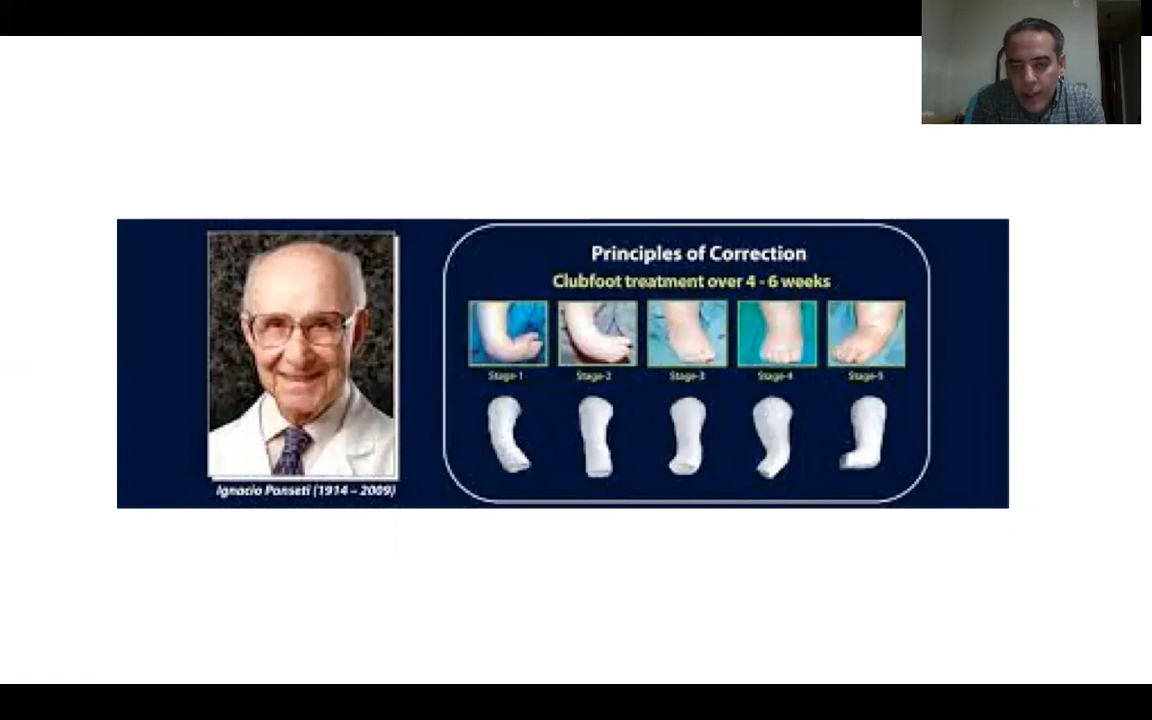 Principles of Correction
Clubfoot treatment over 4 - 6 weeks
Stage-1
Stage-2
Stage-3
Stage-4
Stage-5
Ignacio Ponseti (1914 – 2009)